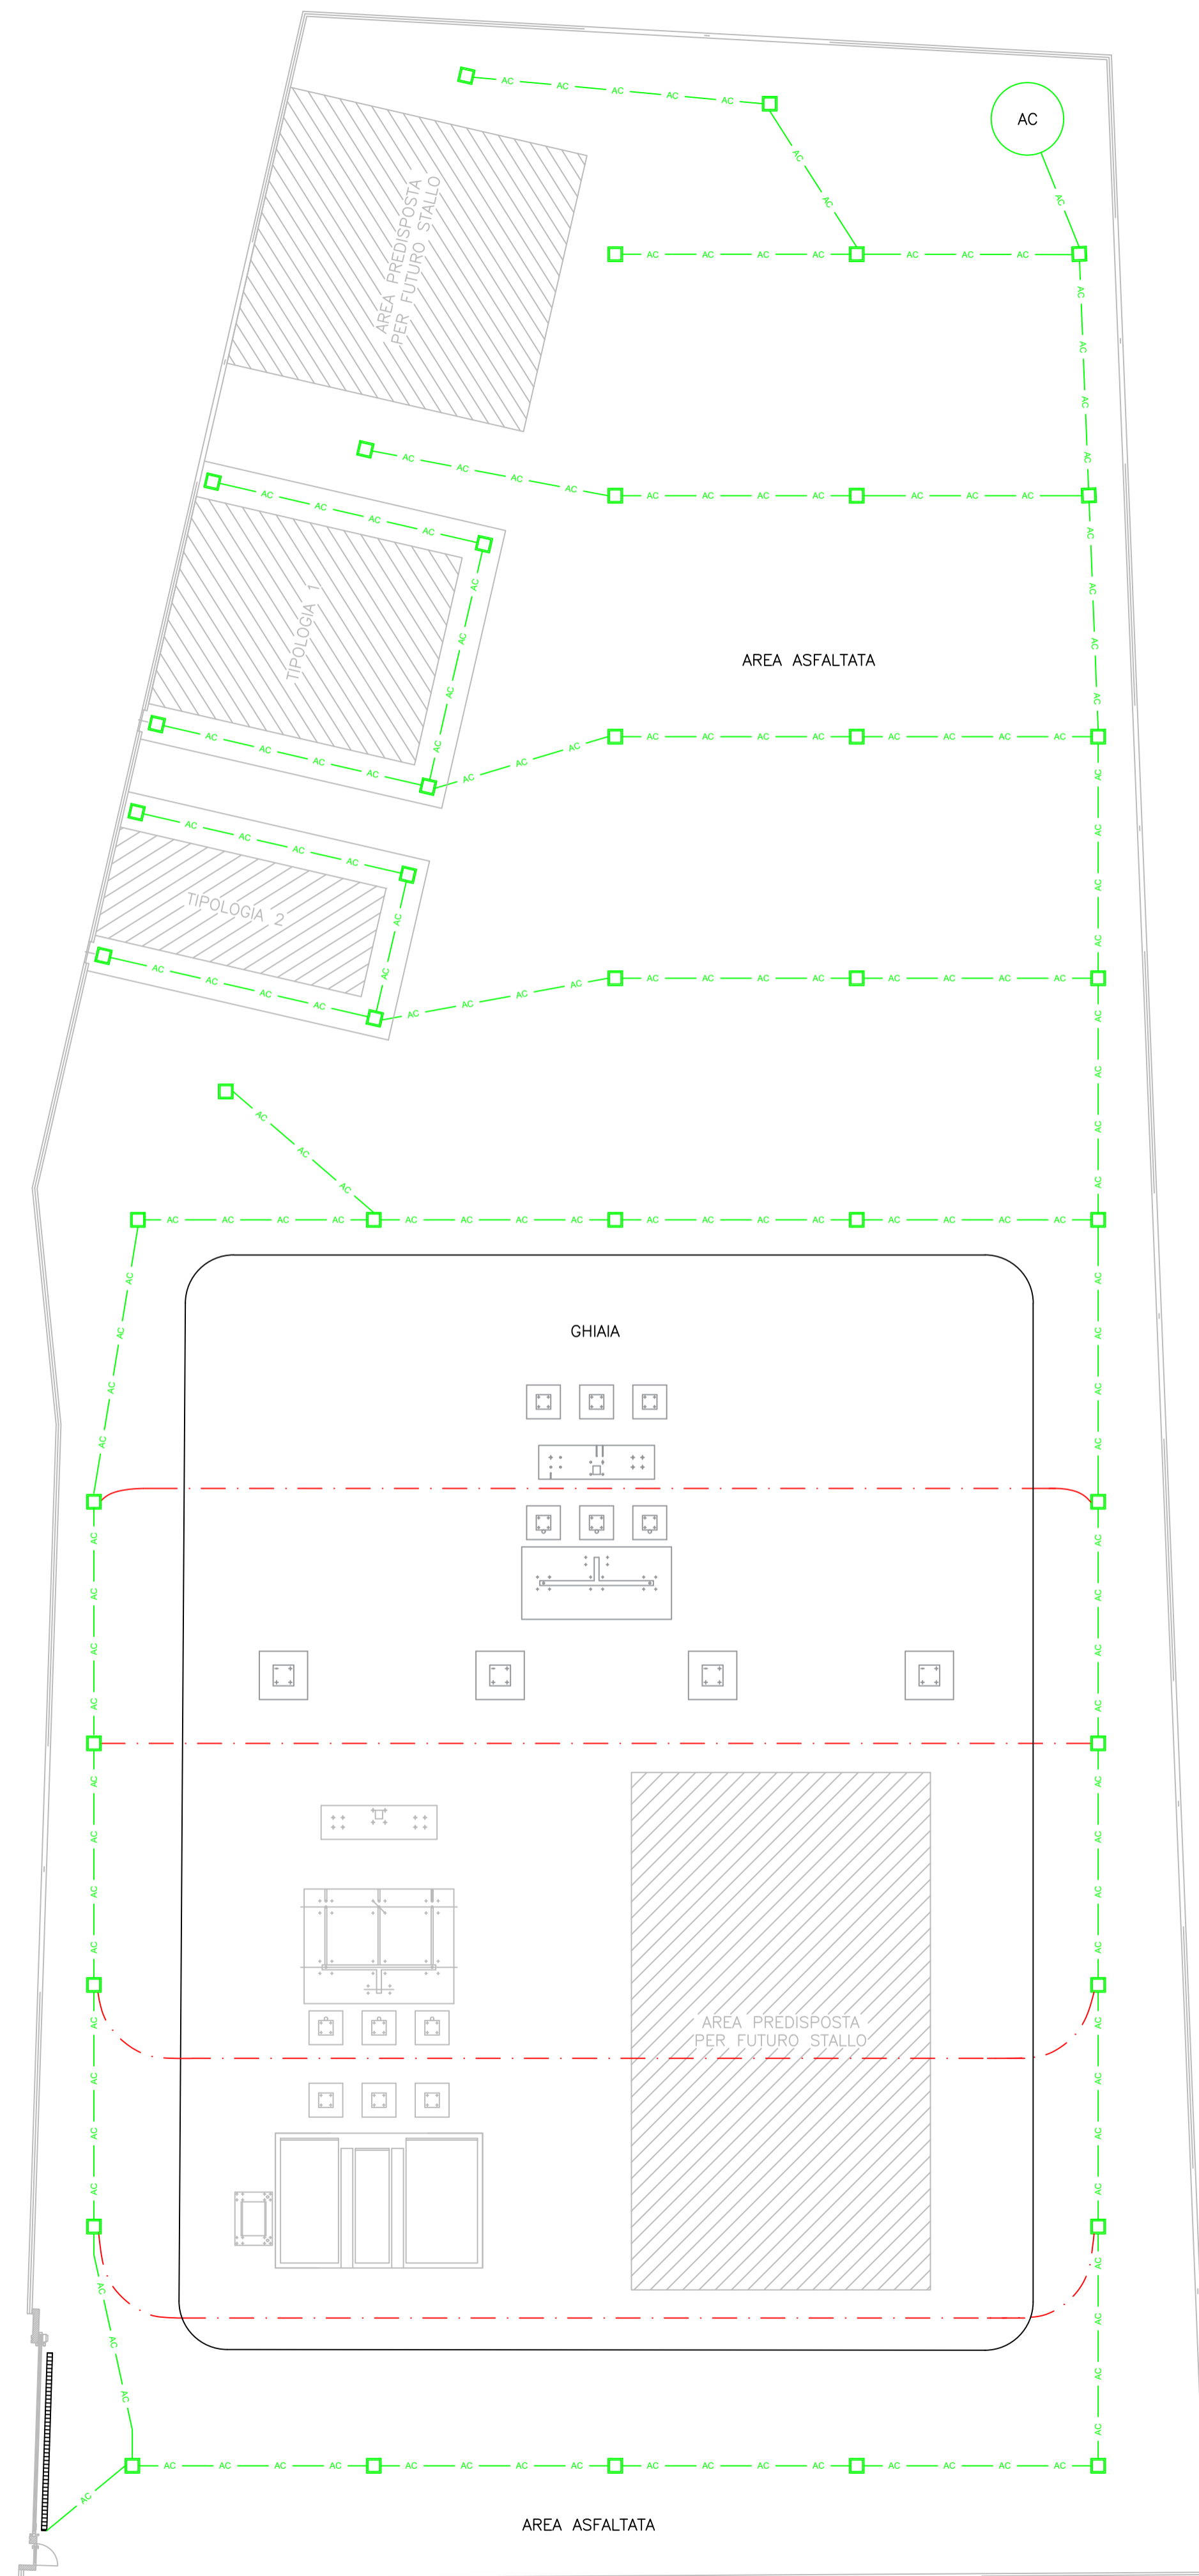 AC
AREA PREDISPOSTA
PER FUTURO STALLO
TIPOLOGIA 1
AREA ASFALTATA
TIPOLOGIA 2
GHIAIA
AREA PREDISPOSTA
PER FUTURO STALLO
AREA ASFALTATA